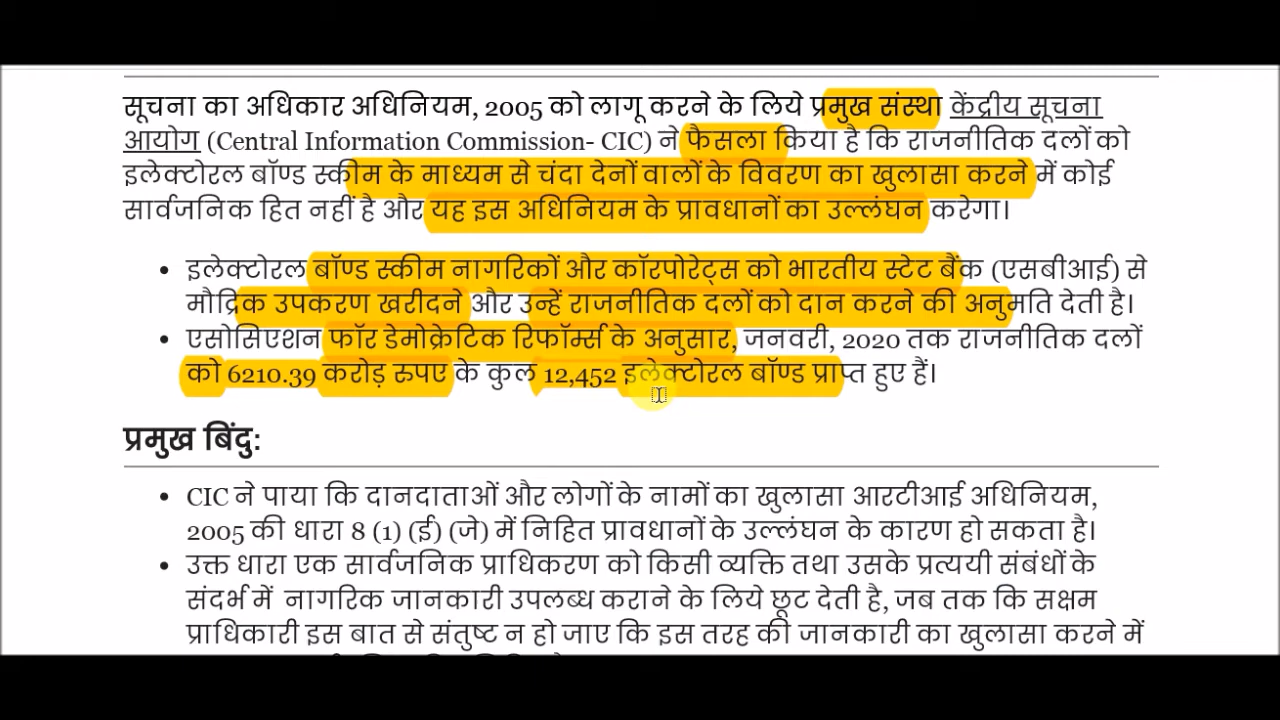 सूचना का अधिकार अधिनियम, 2005 को लागू करने के लिये प्रमुख संस्था केंद्रीय सूचना
आयोग (Central Information Commission- CIC) ने फैसला किया है कि राजनीतिक दलों को
इलेक्टोरल बॉण्ड स्कीम के माध्यम से चंदा देनों वालों के विवरण का खुलासा करने में कोई
सार्वजनिक हित नहीं है और यह इस अधिनियम के प्रावधानों का उल्लंघन करेगा।
• इलेक्टोरल बॉण्ड स्कीम नागरिकों और कॉरपोरेट्स को भारतीय स्टेट बैंक (एसबीआई) से
मौद्रिक उपकरण खरीदने और उन्हें राजनीतिक दलों को दान करने की अनुमति देती है।
• एसोसिएशन फॉर डेमोक्रेटिक रिफॉर्म्स के अनुसार, जनवरी, 2020 तक राजनीतिक दलों
को 6210.39 करोड़ रुपए के कुल 12,452 इलेक्टोरल बॉण्ड प्राप्त हुए हैं।
प्रमुख बिंदु:
• CIC ने पाया कि दानदाताओं और लोगों के नामों का खुलासा आरटीआई अधिनियम,
2005 की धारा 8 (1) (ई) (जे) में निहित प्रावधानों के उल्लंघन के कारण हो सकता है।
• उक्त धारा एक सार्वजनिक प्राधिकरण को किसी व्यक्ति तथा उसके प्रत्ययी संबंधों के
संदर्भ में नागरिक जानकारी उपलब्ध कराने के लिये छूट देती है, जब तक कि सक्षम
प्राधिकारी इस बात से संतुष्ट न हो जाए कि इस तरह की जानकारी का खुलासा करने में